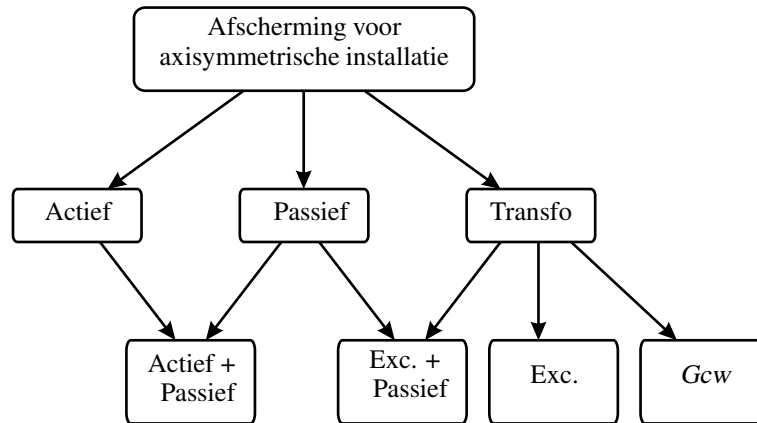 Afscherming voor
axisymmetrische installatie
Actief
Passief
Transfo
Actief +
Passief
Exc. +
Passief
Exc.
Gcw